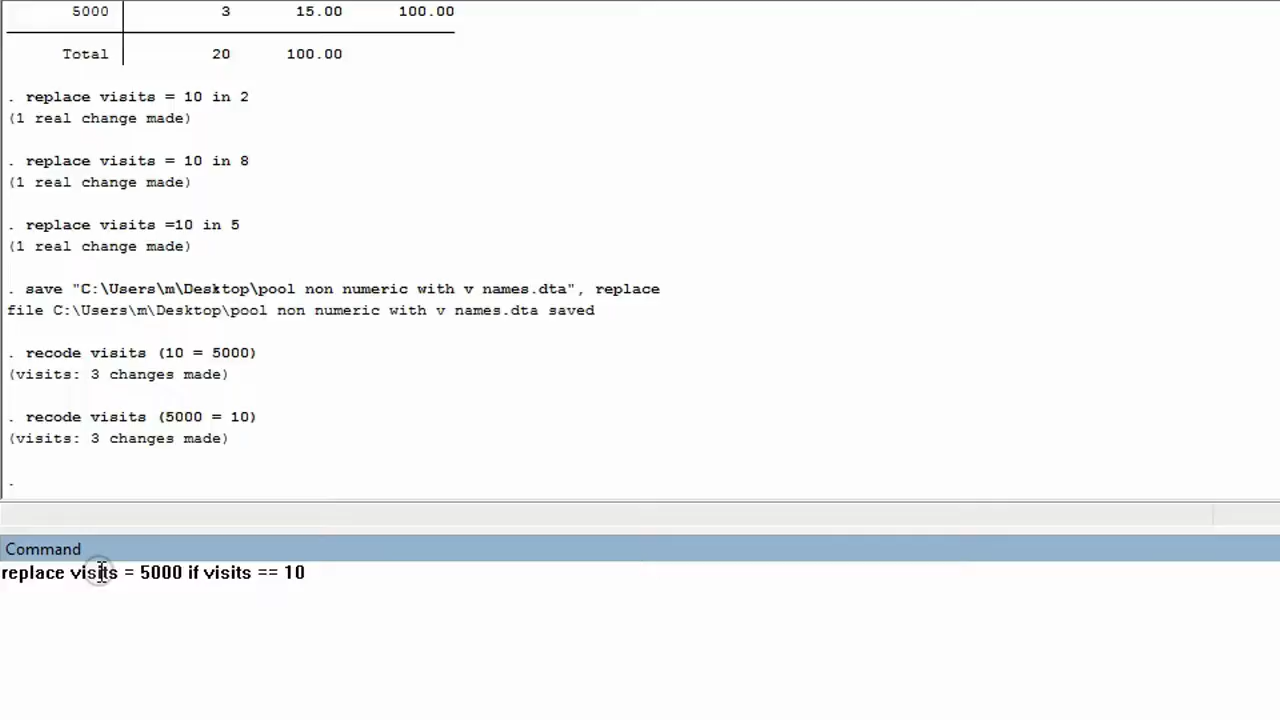 5000 3 15.00 100.00
Total 20 100.00
. replace visits = 10 in 2
(1 real change made)
. replace visits = 10 in 8
(1 real change made)
. replace visits =10 in 5
(1 real change made)
. save "C:\Users\m\Desktop\pool non numeric with v names.dta", replace
file C:\Users\m\Desktop\pool non numeric with v names.dta saved
. recode visits (10 = 5000)
(visits: 3 changes made)
. recode visits (5000 = 10)
(visits: 3 changes made)
.
Command
replace visits = 5000 if visits == 10